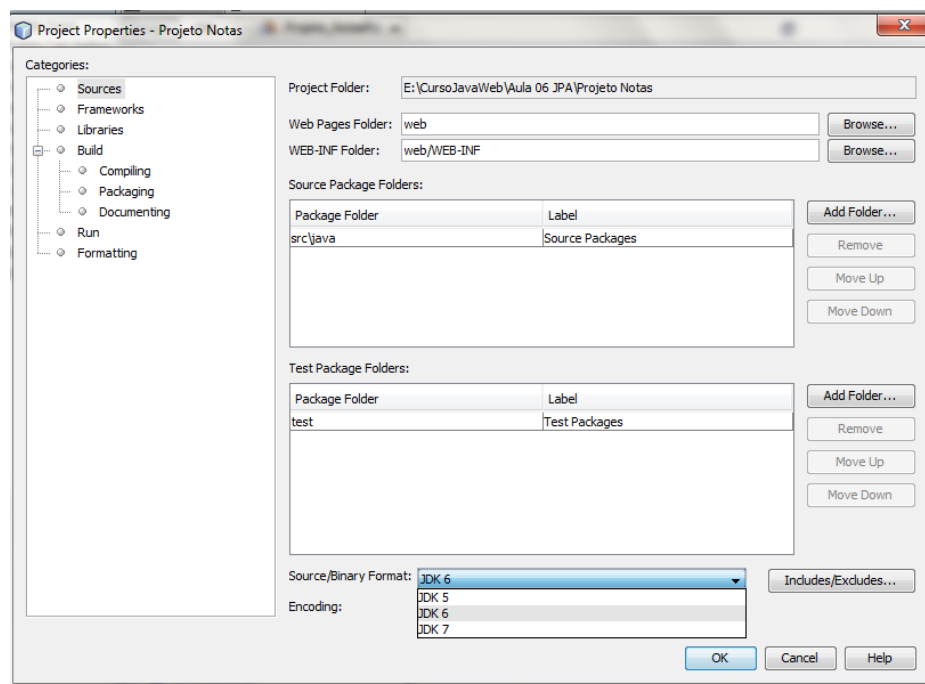 Project Properties - Projeto Notas
Categories:
Sources
Frameworks
Libraries
Build
Compiling
Packaging
Documenting
Run
Formatting
Project Folder: E:\CursoJavaWeb\Aula 06 JPA\Projeto Notas
Web Pages Folder: web Browse...
WEB-INF Folder: web/WEB-INF Browse...
Source Package Folders:
Package Folder Label
src\java Source Packages
Add Folder...
Remove
Move Up
Move Down
Test Package Folders:
Package Folder Label
test Test Packages
Add Folder...
Remove
Move Up
Move Down
Source/Binary Format: JDK 6 Includes/Excludes...
JDK 5
JDK 6
JDK 7
Encoding:
OK Cancel Help